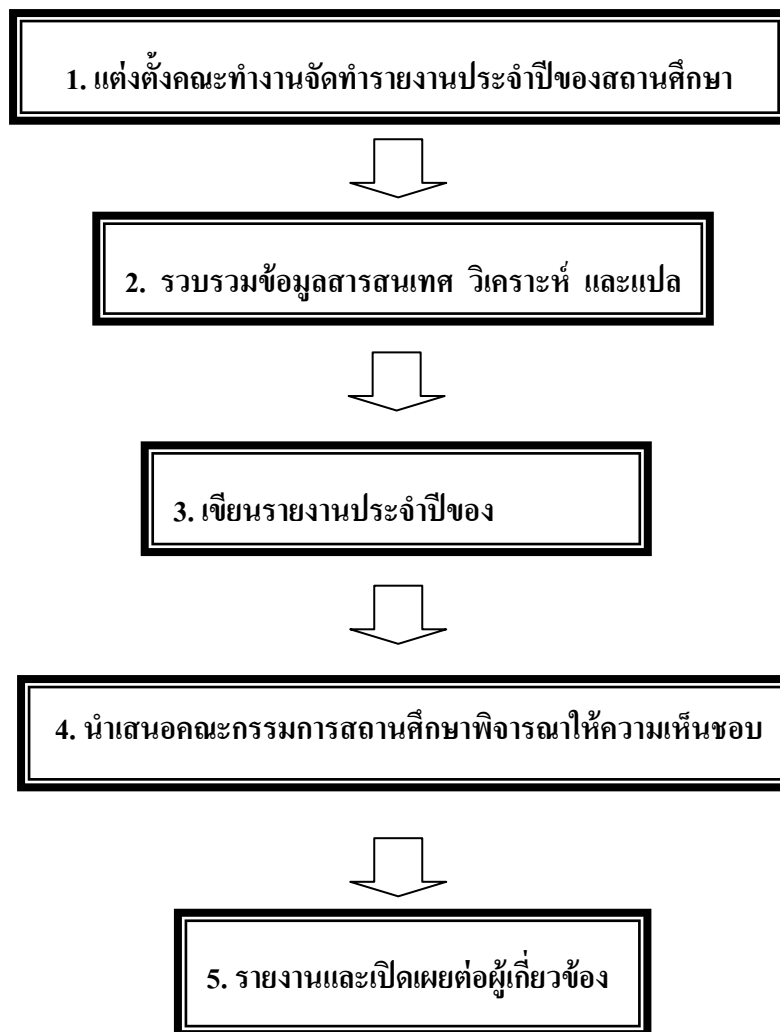 1. แต่งตั้งคณะทำงานจัดทำรายงานประจำปีของสถานศึกษา
2. รวบรวมข้อมูลสารสนเทศ วิเคราะห์ และแปล
3. เขียนรายงานประจำปีของ
4. นำเสนอคณะกรรมการสถานศึกษาพิจารณาให้ความเห็นชอบ
5. รายงานและเปิดเผยต่อผู้เกี่ยวข้อง